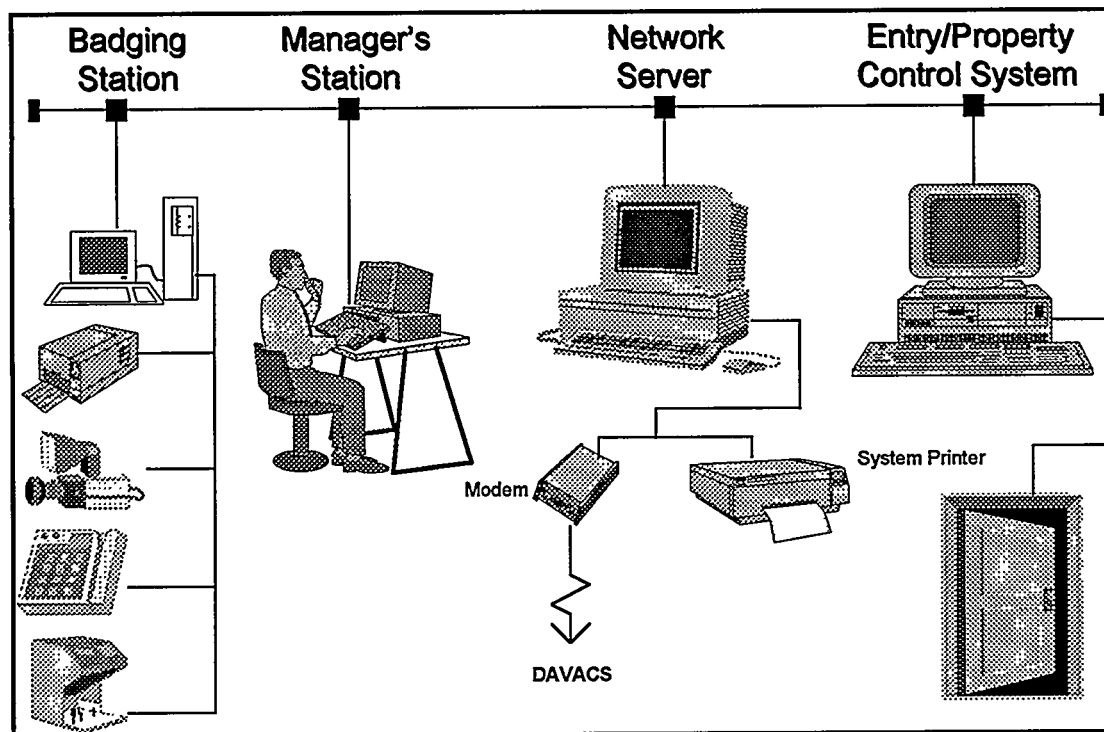 Badging
Station
Manager's
Station
Network
Server
Entry/Property
Control System
Modem
System Printer
DAVACS